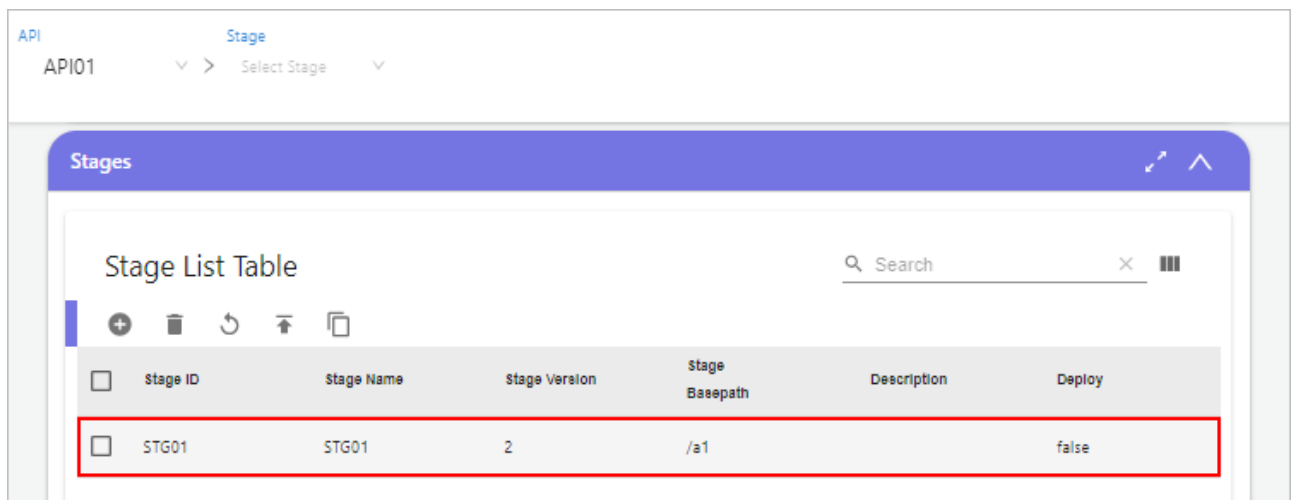 API Stage
API01 > Select Stage
Stages
Stage List Table
Search
Stage ID Stage Name Stage Version Stage Basepath Description Deploy
STG01 STG01 2 /a1 false